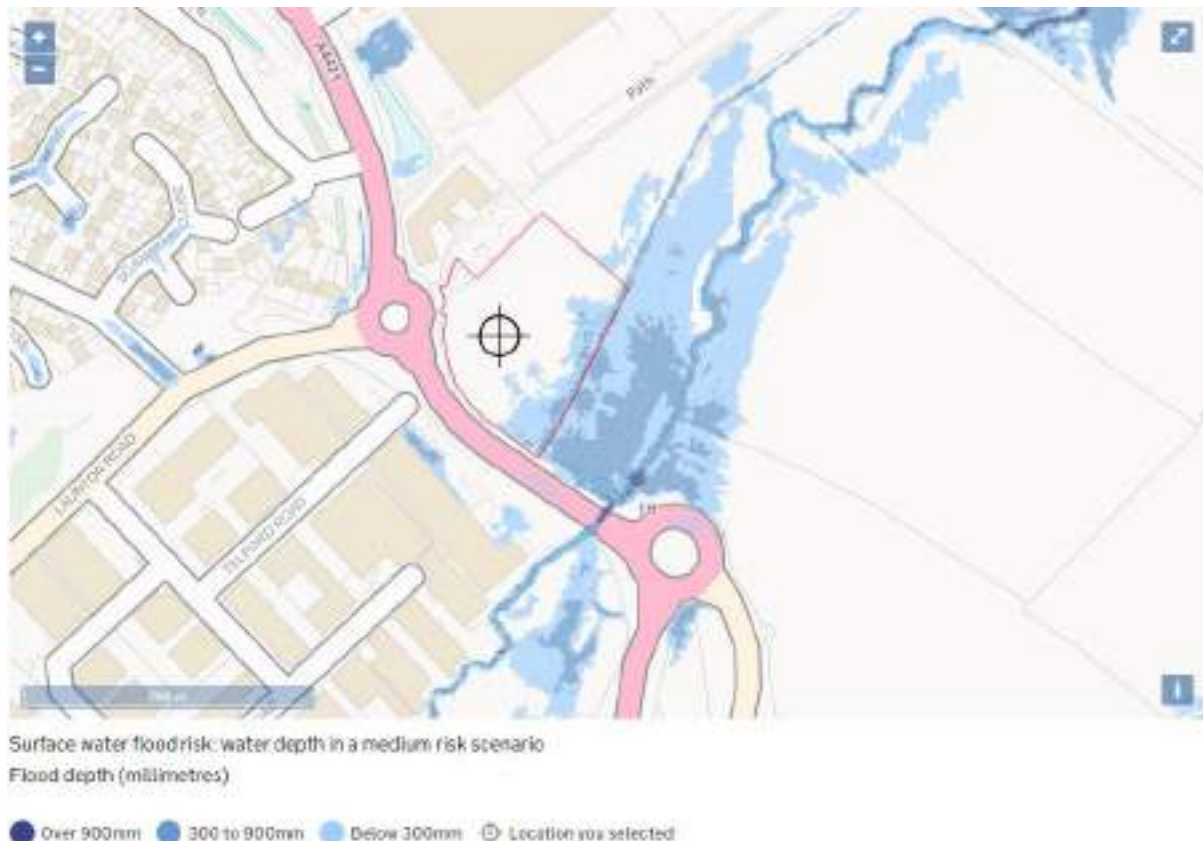 A4421
Path
LAUNTON ROAD
TELFORD ROAD
Surface water flood risk: water depth in a medium risk scenario
Flood depth (millimetres)
Over 900mm 300 to 900mm Below 300mm Location you selected